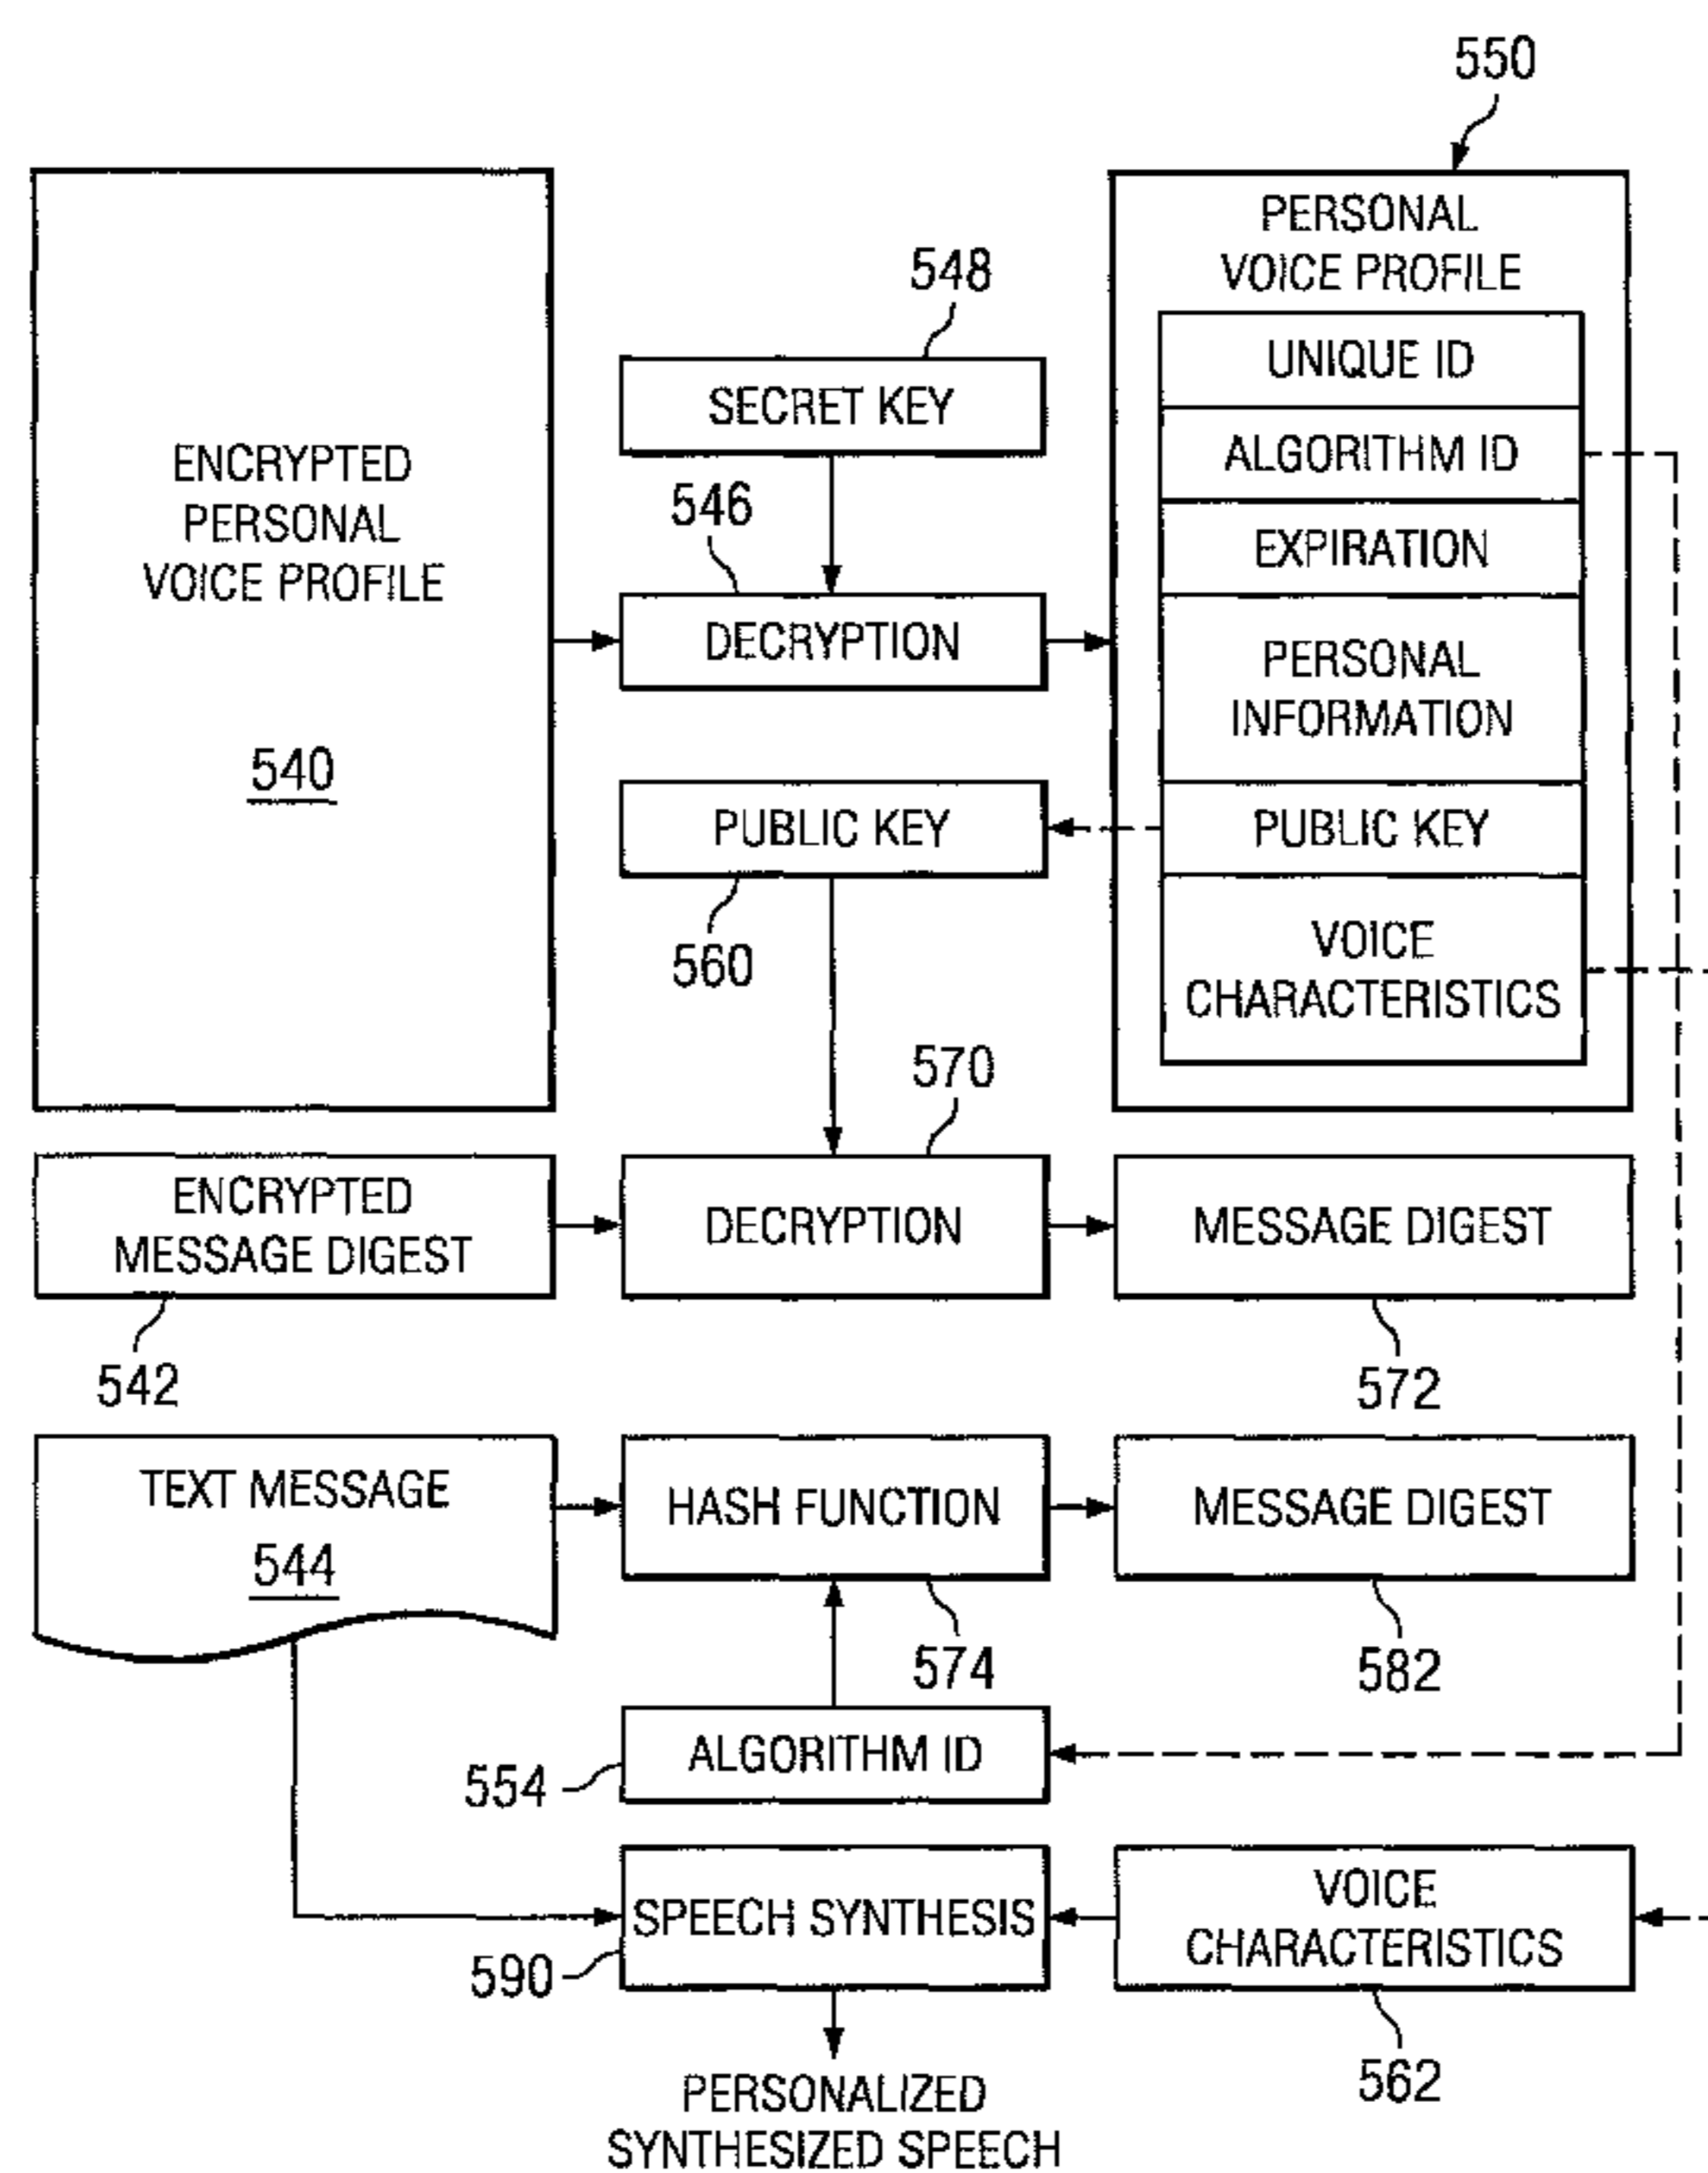 550
PERSONAL
VOICE PROFILE
UNIQUE ID
ALGORITHM ID
EXPIRATION
PERSONAL
INFORMATION
PUBLIC KEY
VOICE
CHARACTERISTICS
ENCRYPTED
PERSONAL
VOICE PROFILE
540
548
SECRET KEY
546
DECRYPTION
PUBLIC KEY
560
570
ENCRYPTED
MESSAGE DIGEST
542
DECRYPTION
MESSAGE DIGEST
572
TEXT MESSAGE
544
HASH FUNCTION
574
MESSAGE DIGEST
582
ALGORITHM ID
554
SPEECH SYNTHESIS
590
VOICE
CHARACTERISTICS
562
PERSONALIZED
SYNTHESIZED SPEECH